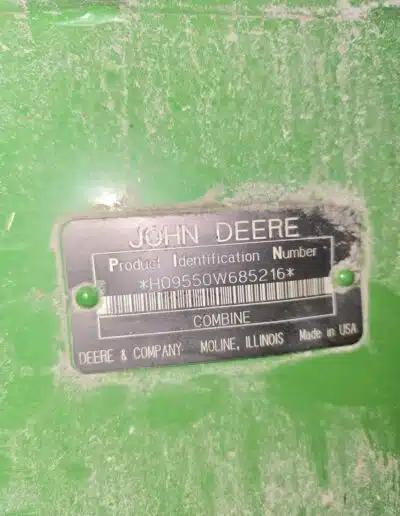 JOHN DEERE
Product Identification Number
*H09550W685216*
COMBINE
DEERE & COMPANY MOLINE, ILLINOIS Made in USA